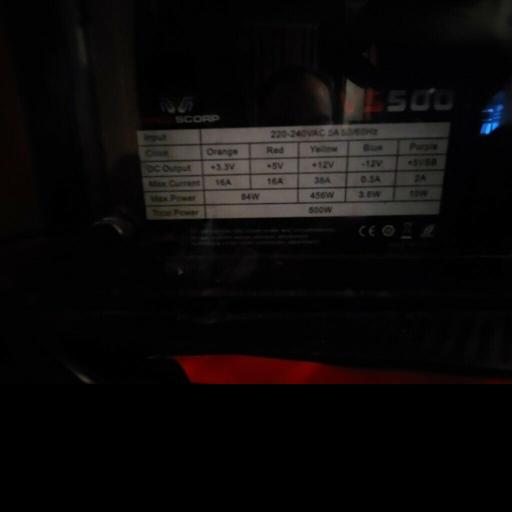 SCORP
500
Input 220-240VAC 5A 50/60Hz
Color Orange Red Yellow Blue Purple
DC Output +3.3V +5V +12V -12V +5VSB
Max.Current 16A 16A 38A 0.3A 2A
Max.Power 84W 456W 3.6W 10W
Total Power 500W
CE